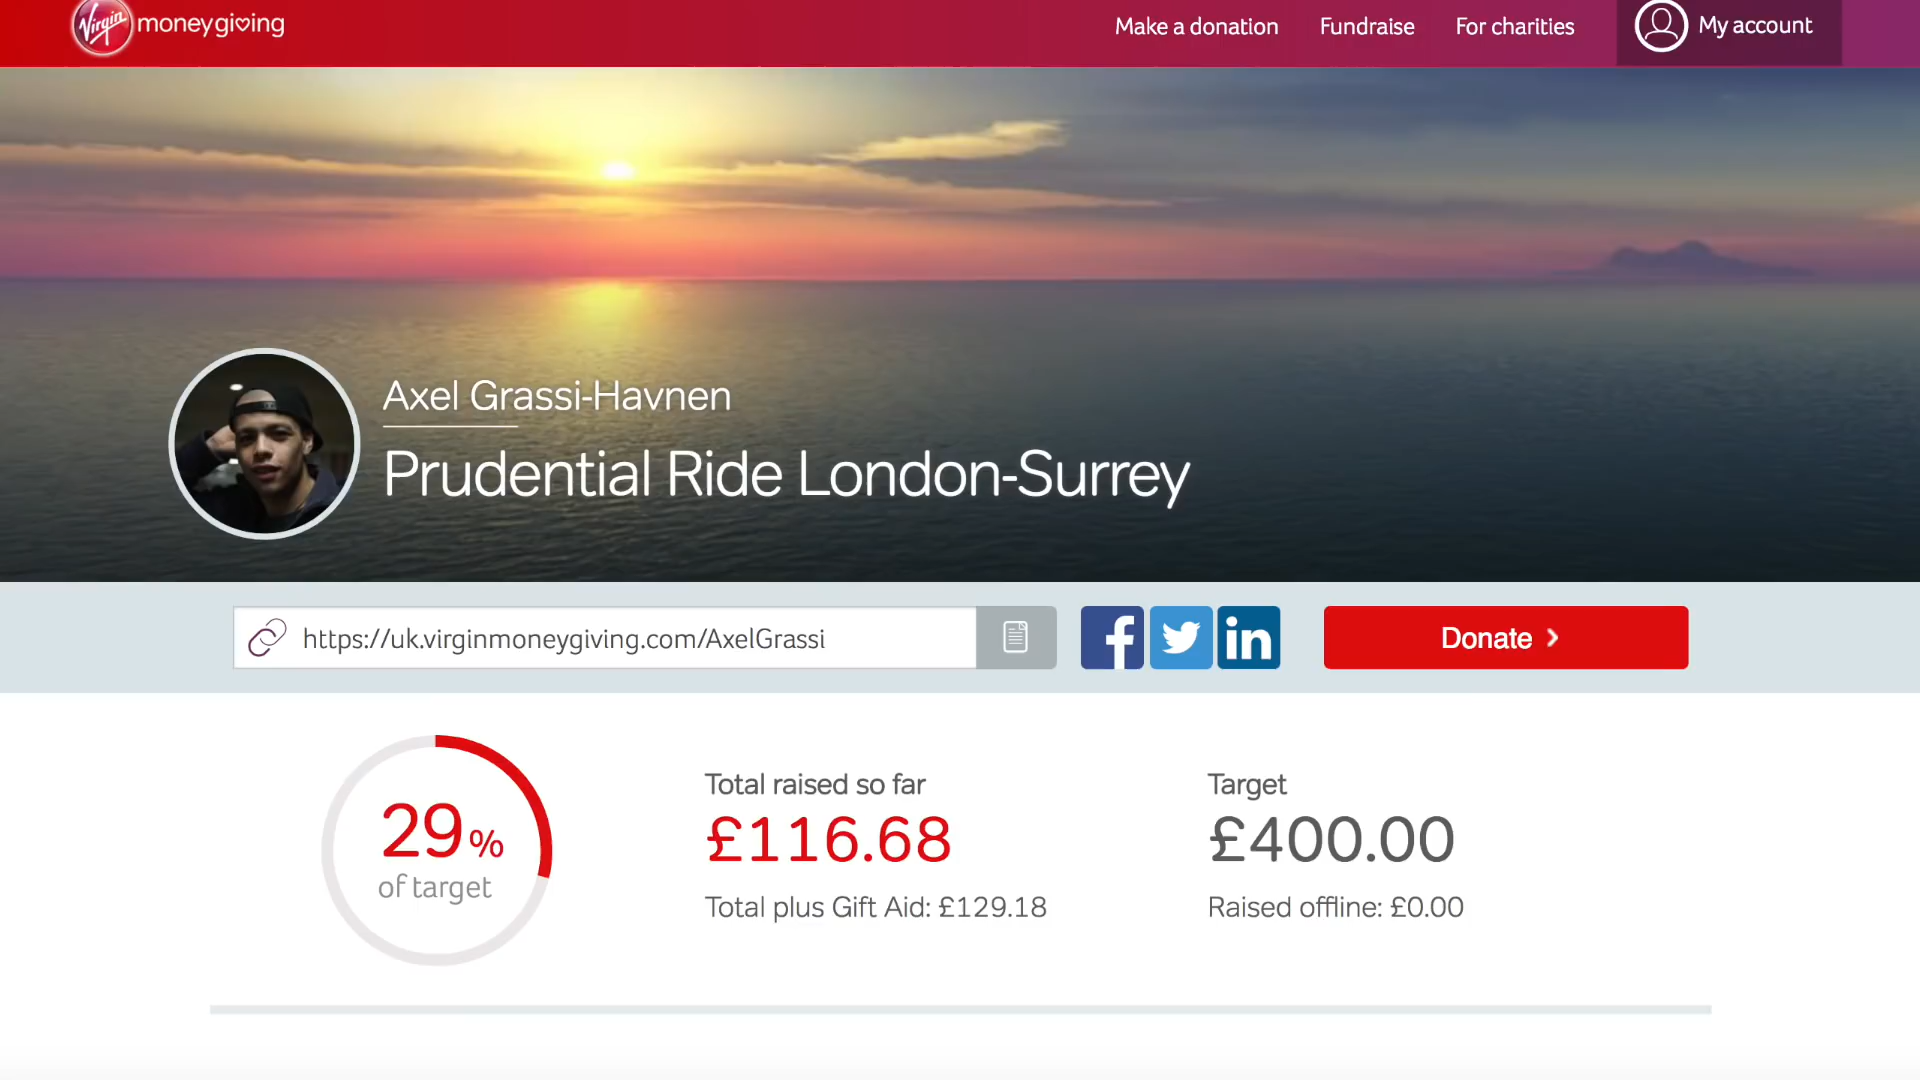 Virgin moneygiving
Make a donation
Fundraise
For charities
My account
Axel Grassi-Havnen
Prudential Ride London-Surrey
https://uk.virginmoneygiving.com/AxelGrassi
Donate
29%
of target
Total raised so far
£116.68
Total plus Gift Aid: £129.18
Target
£400.00
Raised offline: £0.00